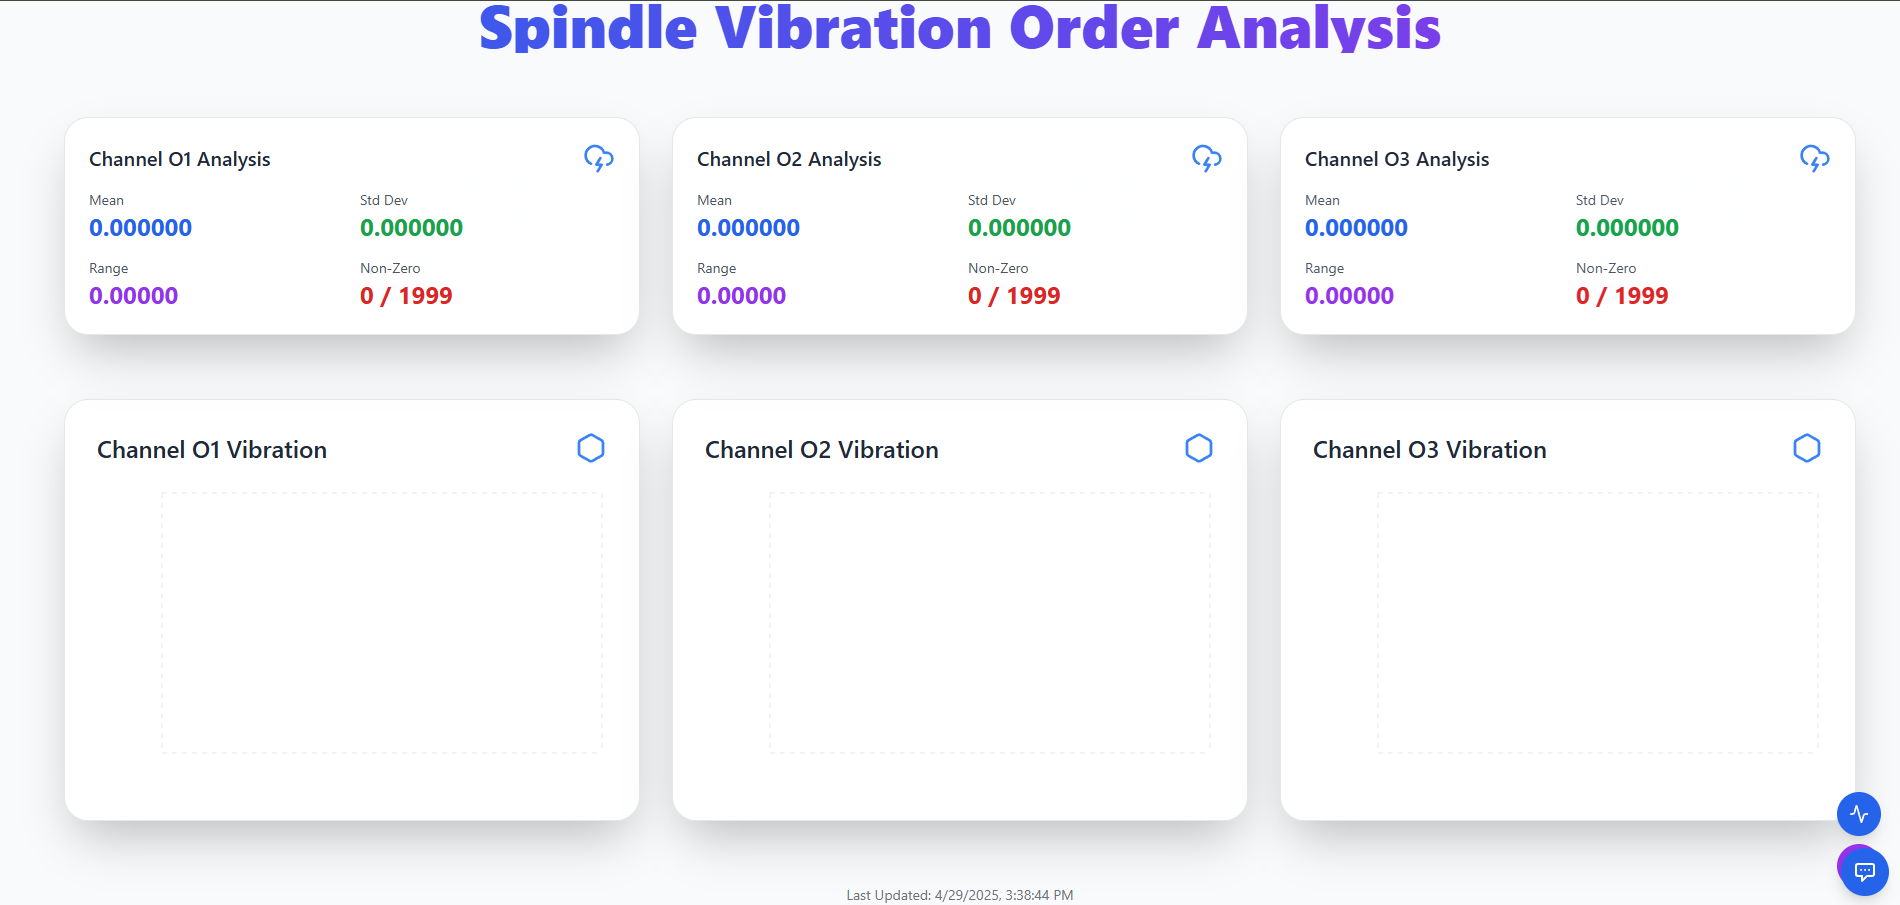 Spindle Vibration Order Analysis
Channel O1 Analysis
Mean
Std Dev
0.000000
0.000000
Range
Non-Zero
0.00000
0 / 1999
Channel O2 Analysis
Mean
Std Dev
0.000000
0.000000
Range
Non-Zero
0.00000
0 / 1999
Channel O3 Analysis
Mean
Std Dev
0.000000
0.000000
Range
Non-Zero
0.00000
0 / 1999
Channel O1 Vibration
Channel O2 Vibration
Channel O3 Vibration
Last Updated: 4/29/2025, 3:38:44 PM